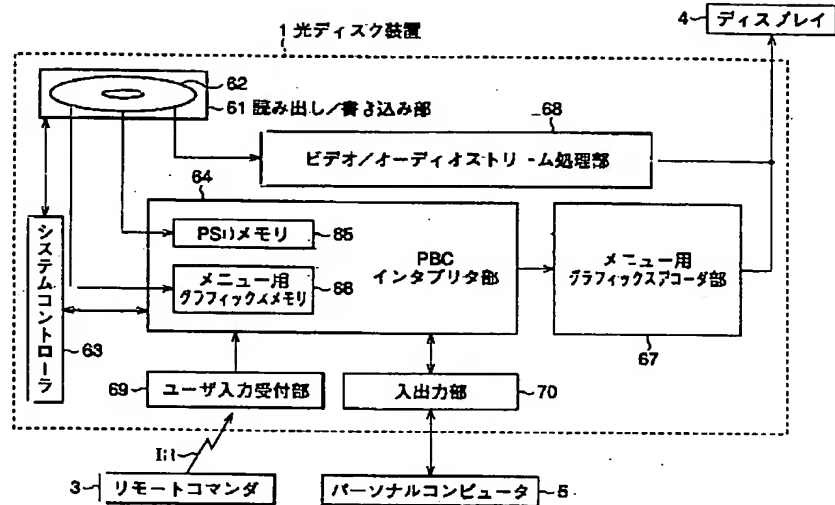 4 ディスプレイ
1 光ディスク装置
62
61 読み出し/書き込み部
68
ビデオ/オーディオストリーム処理部
64
PSDメモリ
65
PBC
インタプリタ部
メニュー用
グラフィックスメモリ
66
メニュー用
グラフィックスデコーダ部
67
システムコントローラ
63
69 ユーザ入力受付部
入出力部
70
3 リモートコマンダ
パーソナルコンピュータ
5